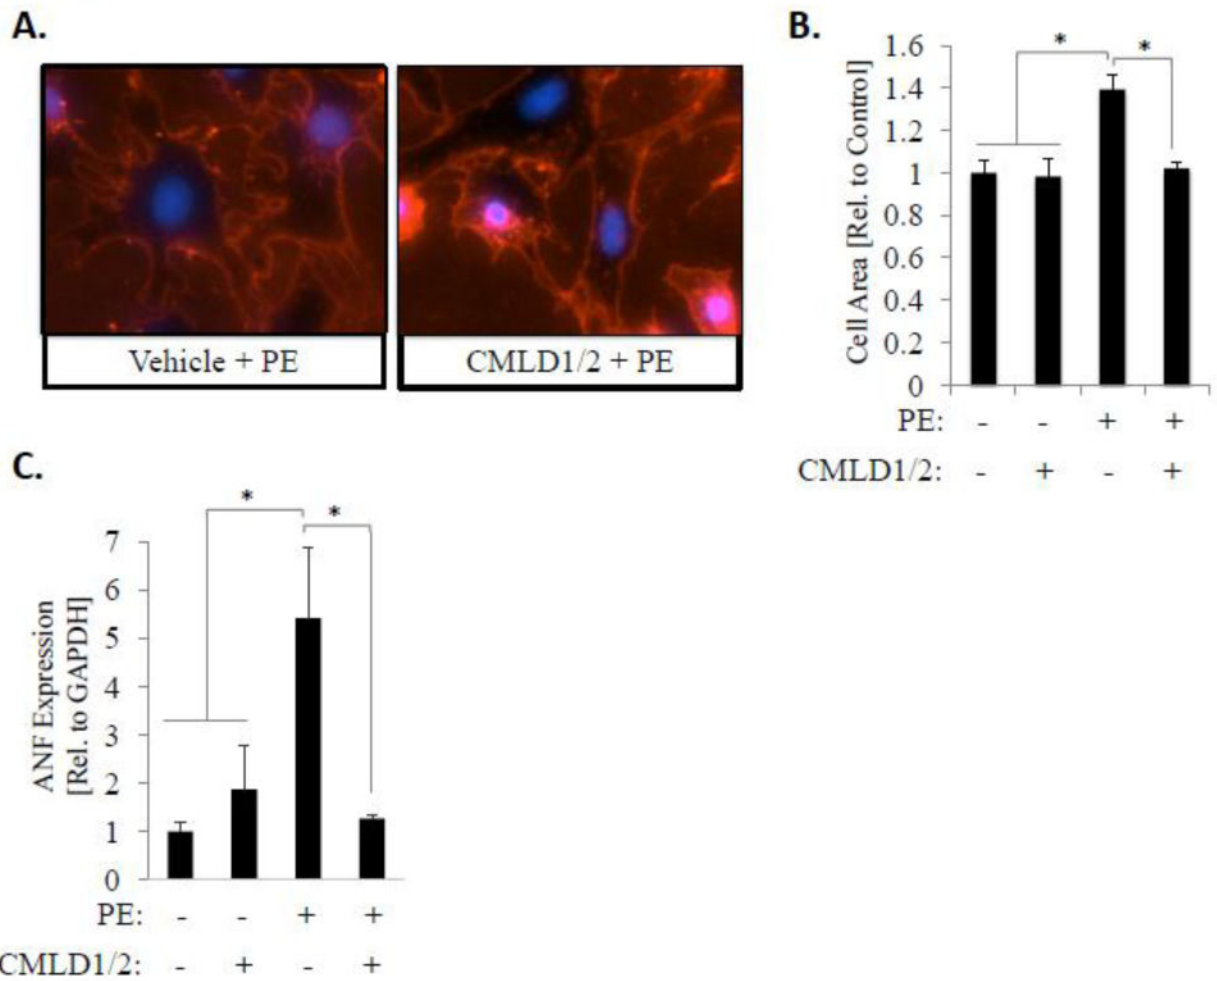 A.
Vehicle + PE
CMLD1/2 + PE
B.
Cell Area [Rel. to Control]
1.6
1.4
1.2
1
0.8
0.6
0.4
0.2
0
*
*
PE: - - + +
CMLD1/2: - + - +
C.
ANF Expression
[Rel. to GAPDH]
7
6
5
4
3
2
1
0
*
*
PE: - - + +
CMLD1/2: - + - +